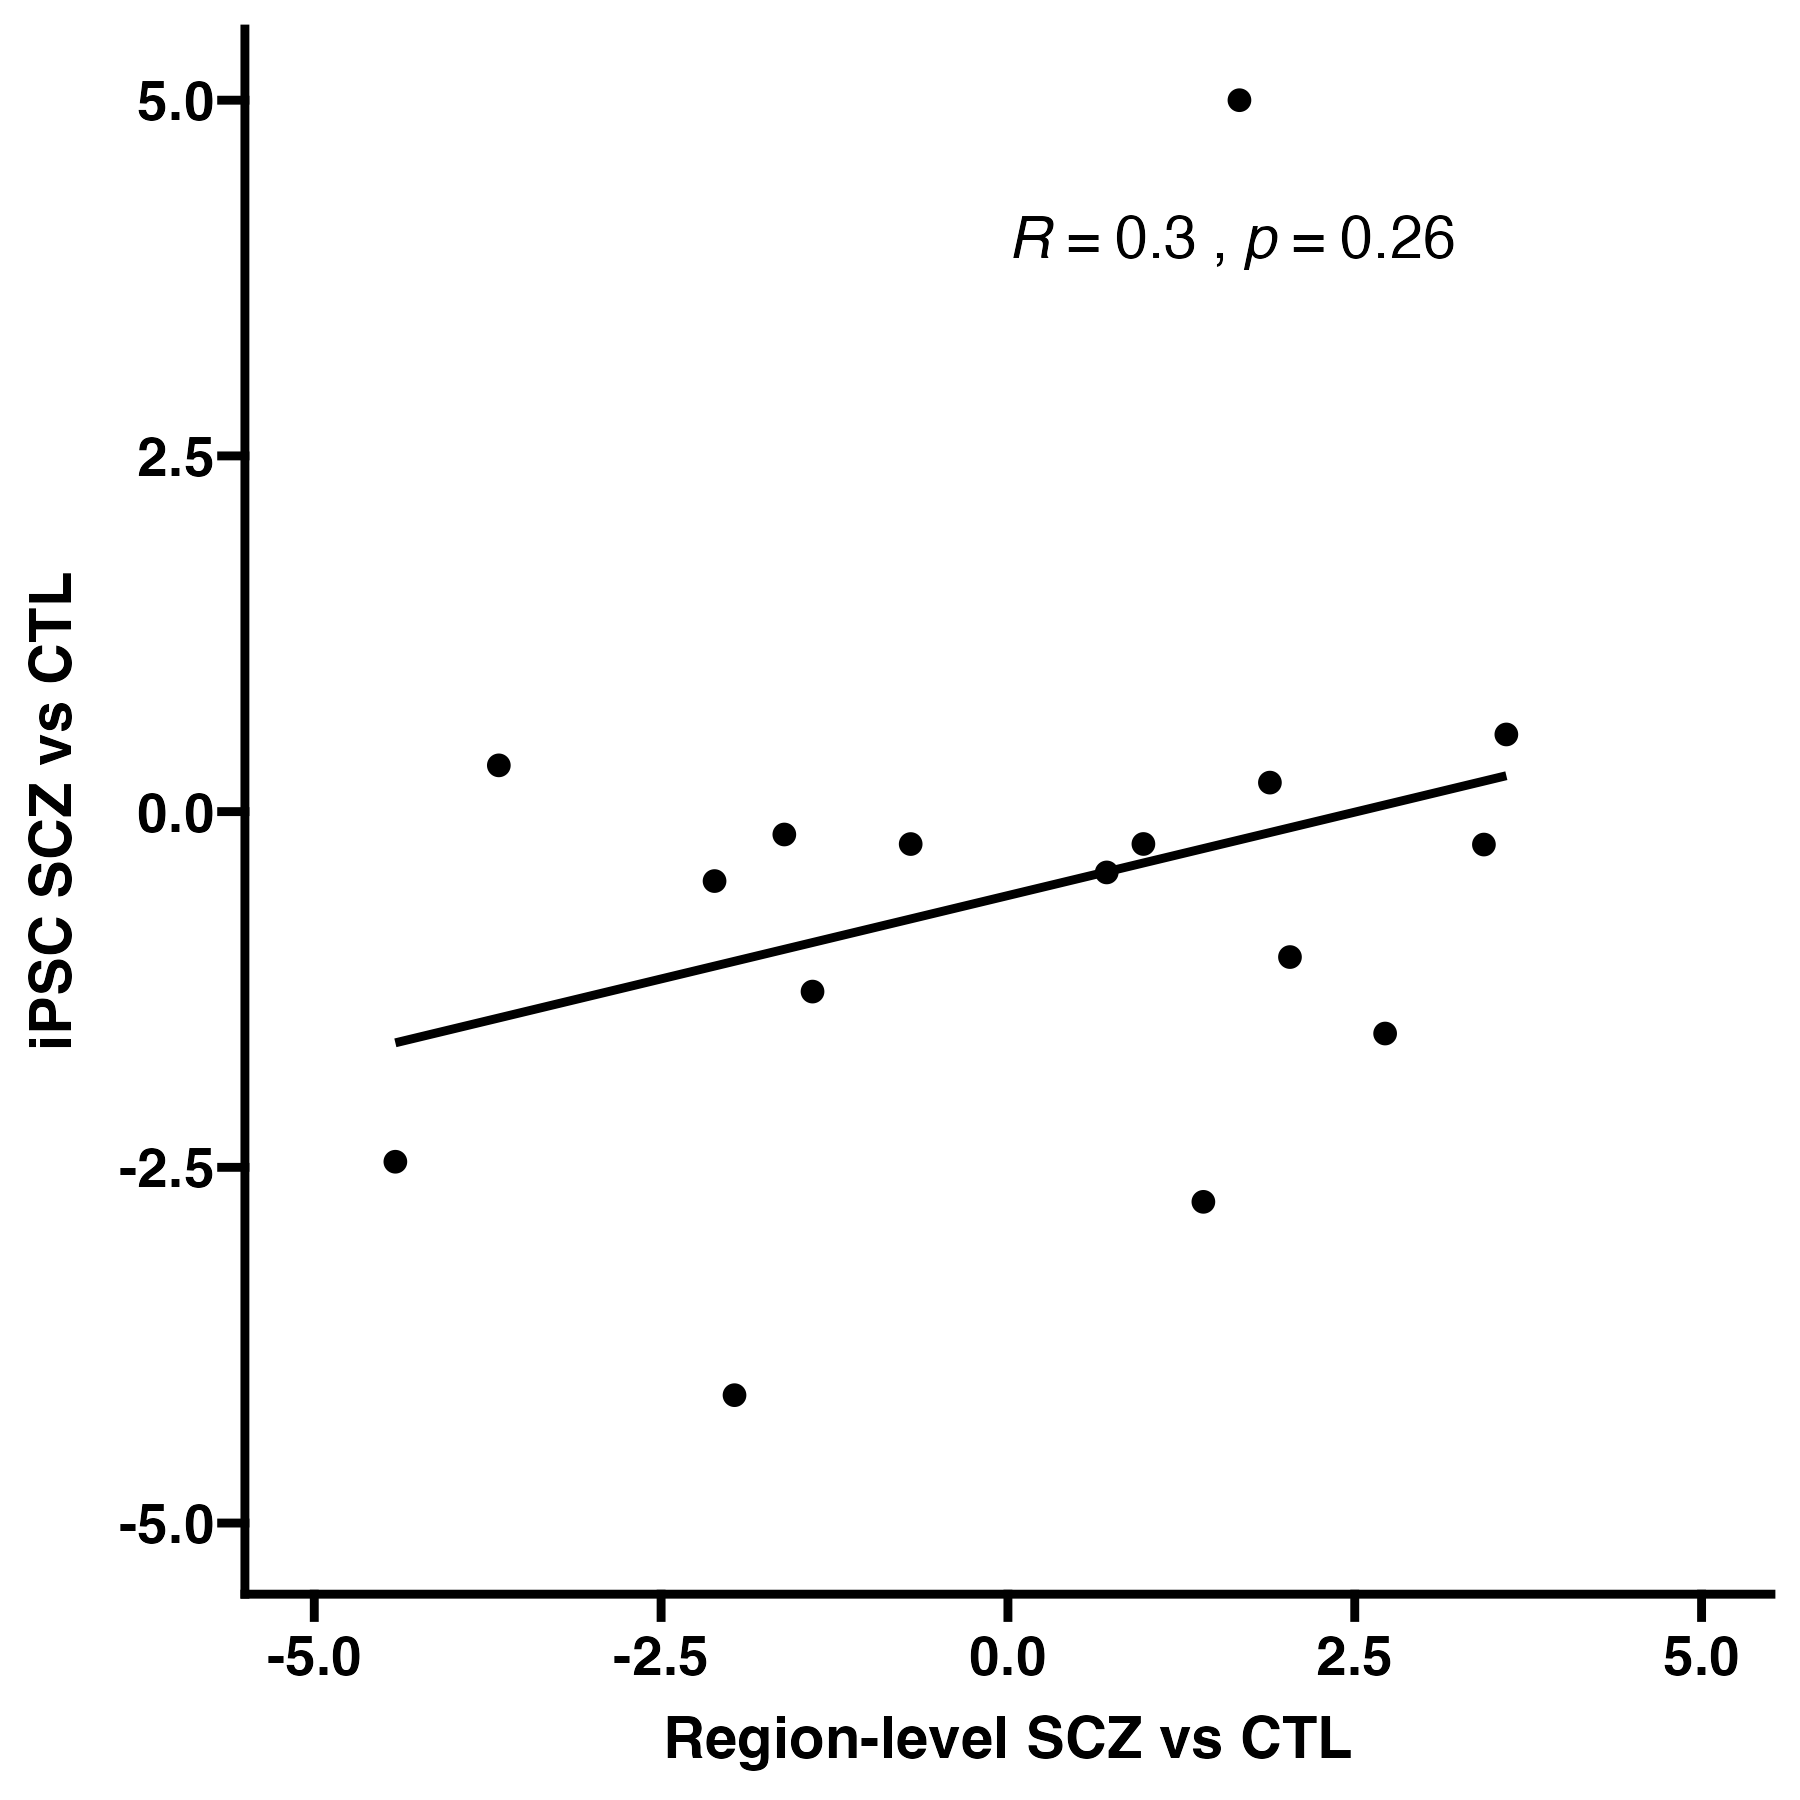 5.0
R = 0.3 , p = 0.26
2.5
0.0
-2.5
-5.0
iPSC SCZ vs CTL
-5.0 -2.5 0.0 2.5 5.0
Region-level SCZ vs CTL